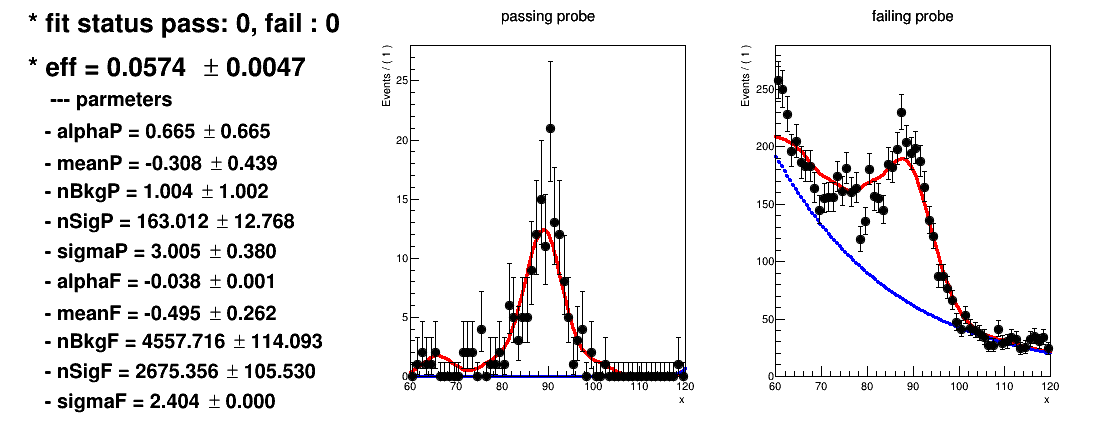 * fit status pass: 0, fail : 0
* eff = 0.0574 ± 0.0047
--- parmeters
- alphaP = 0.665 ± 0.665
- meanP = -0.308 ± 0.439
- nBkgP = 1.004 ± 1.002
- nSigP = 163.012 ± 12.768
- sigmaP = 3.005 ± 0.380
- alphaF = -0.038 ± 0.001
- meanF = -0.495 ± 0.262
- nBkgF = 4557.716 ± 114.093
- nSigF = 2675.356 ± 105.530
- sigmaF = 2.404 ± 0.000
passing probe
Events / ( 1 )
25
20
15
10
5
0
60 70 80 90 100 110 120
x
failing probe
Events / ( 1 )
250
200
150
100
50
0
60 70 80 90 100 110 120
x